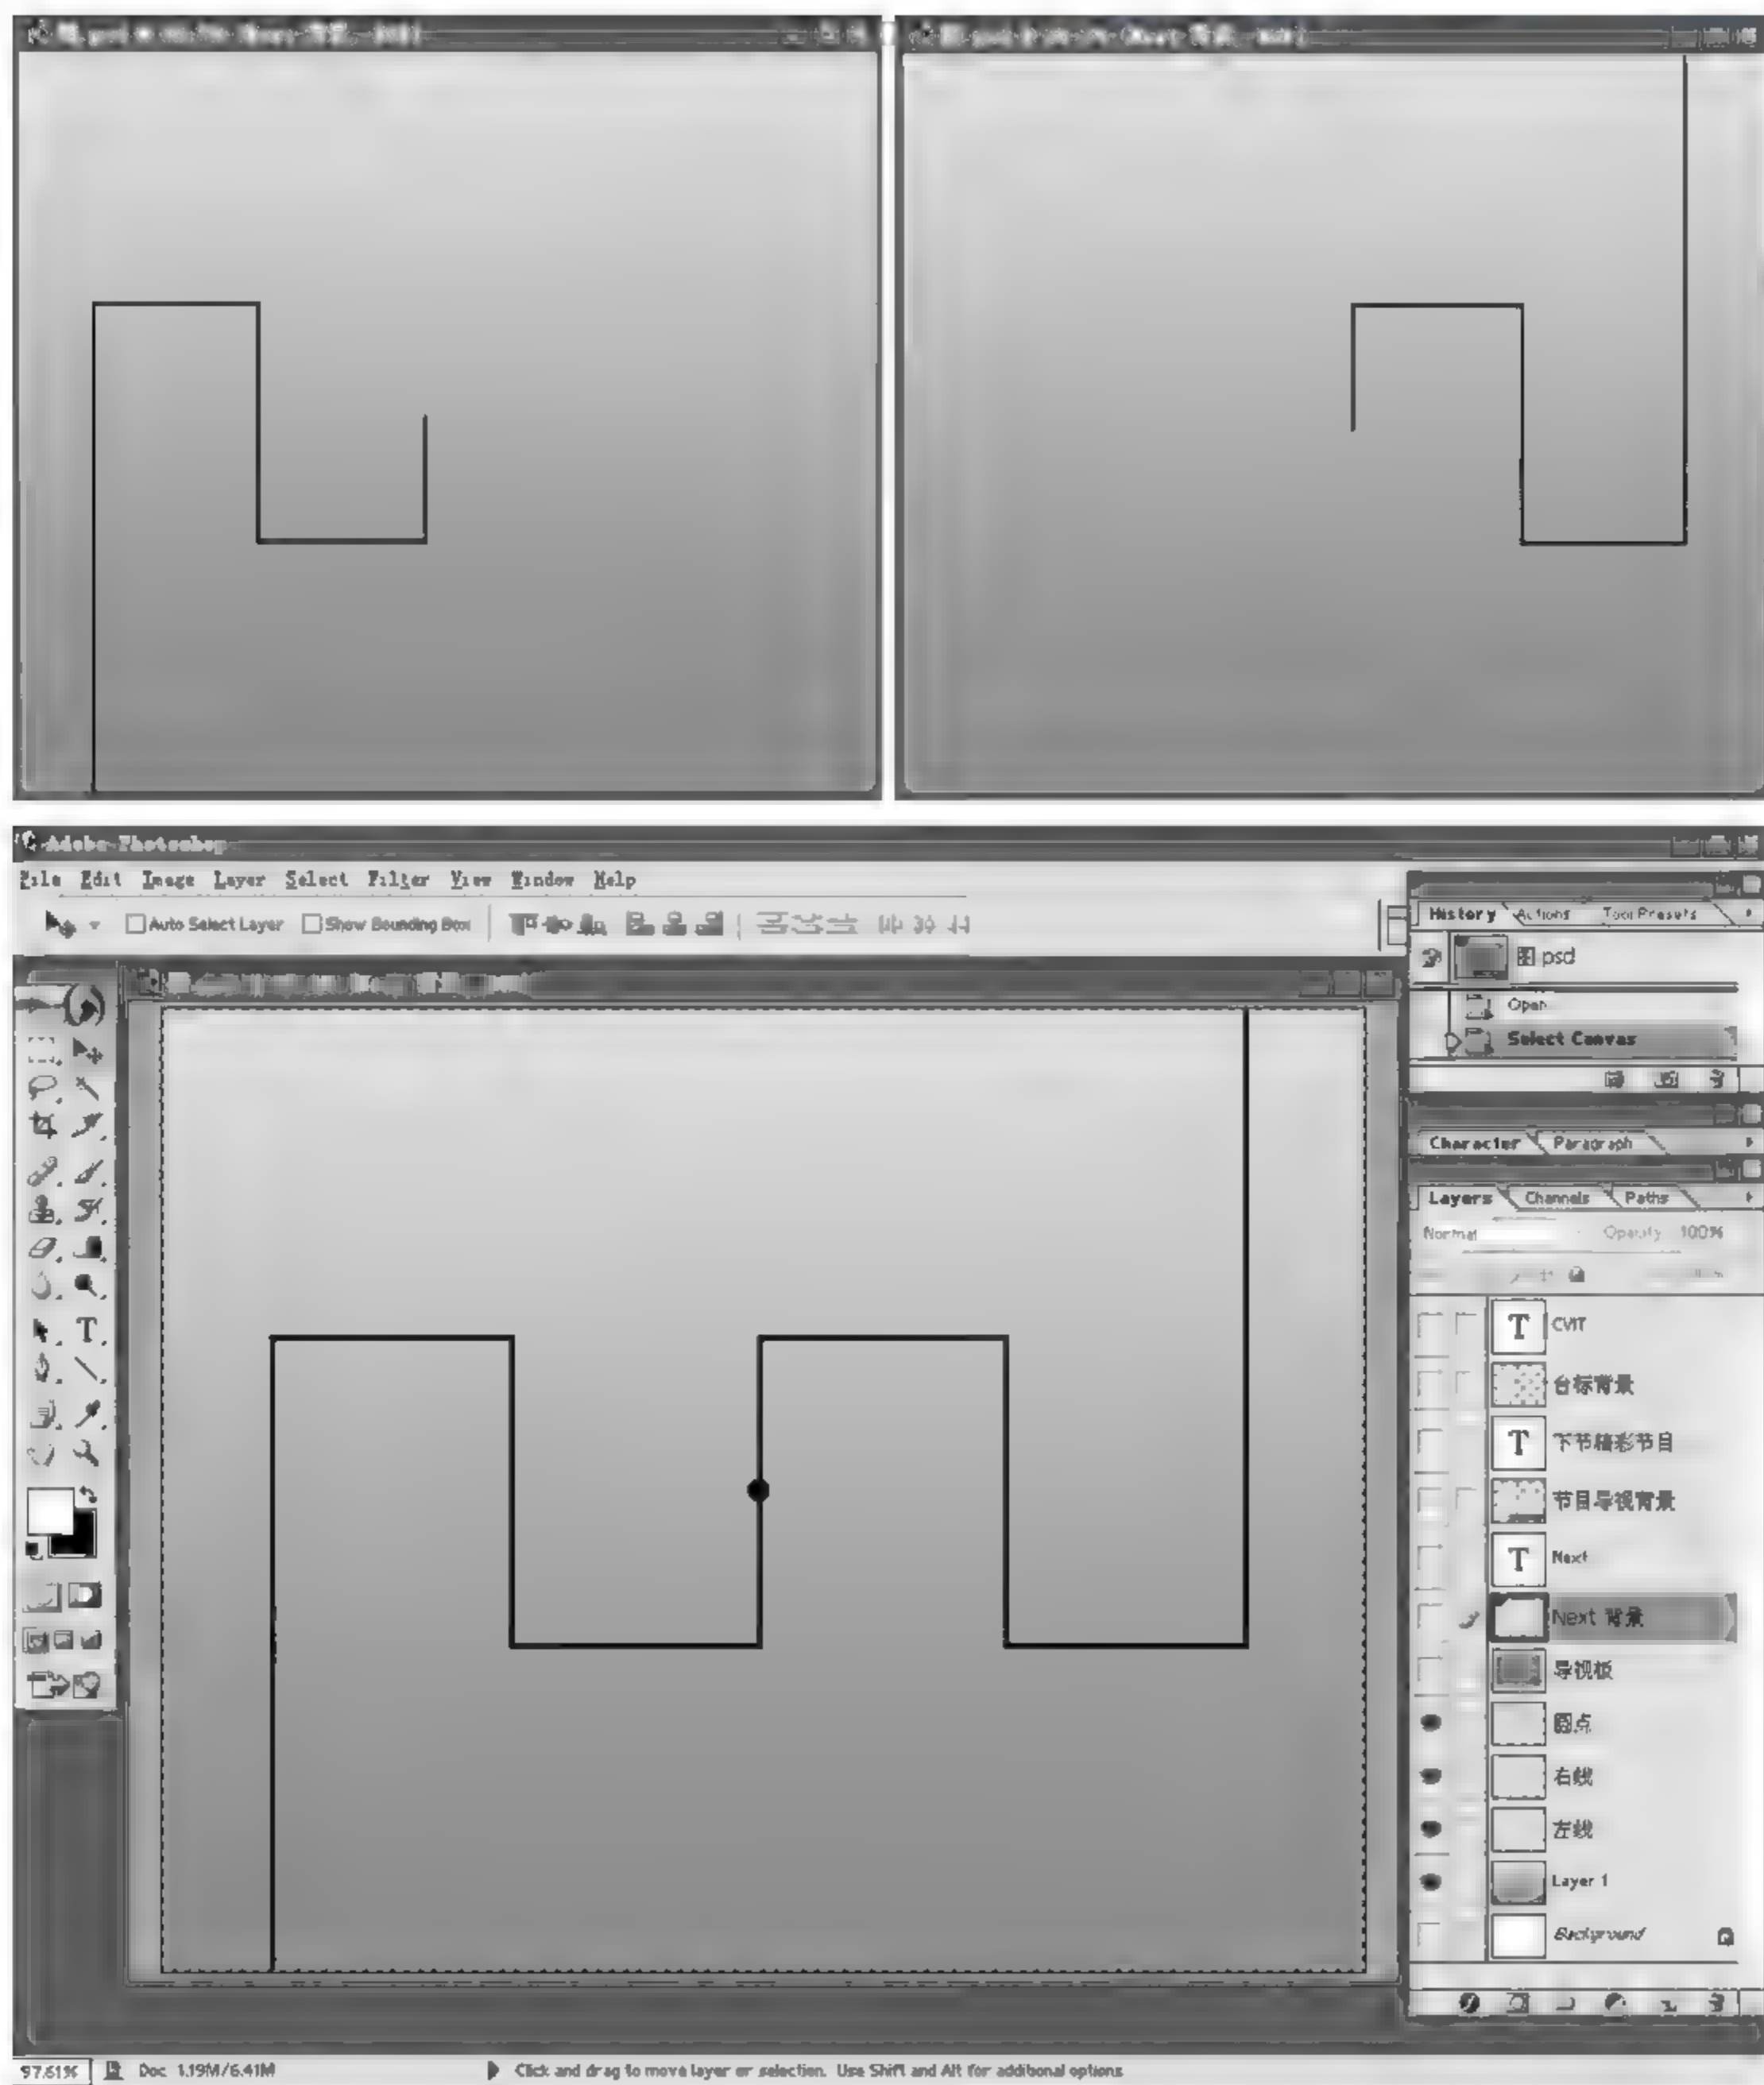 Adobe Photoshop
File Edit Image Layer Select Filter View Window Help
Auto Select Layer Show Bounding Box
History Actions Tool Presets
psd
Open
Select Canvas
Character Paragraph
Layers Channels Paths
Normal Opacity 100%
T CVIT
台标背景
T 下节精彩节目
节目导视背景
T Next
Next 背景
导视板
圆点
右线
左线
Layer 1
Background
97.61% Doc 1.19M/6.41M Click and drag to move layer or selection. Use Shift and Alt for additional options